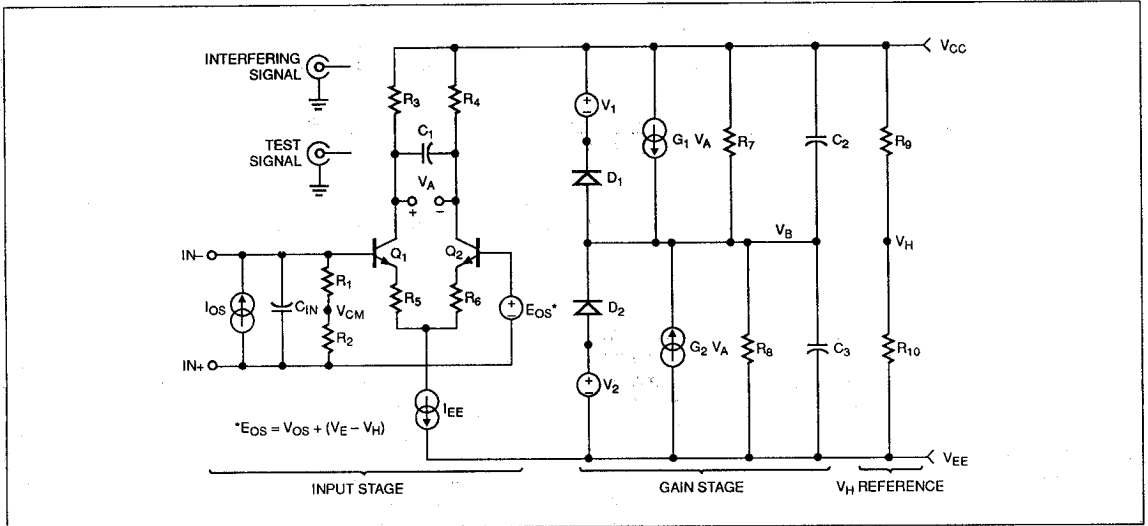 INTERFERING
SIGNAL
TEST
SIGNAL
R3
R4
C1
VA
+
−
V1
+
−
D1
G1 VA
R7
C2
R9
VCC
IN–
IOS
CIN
R1
VCM
R2
Q1
Q2
R5
R6
EOS*
+
−
VB
VH
IN+
IEE
D2
V2
+
−
G2 VA
R8
C3
R10
*EOS = VOS + (VE – VH)
VEE
INPUT STAGE
GAIN STAGE
VH REFERENCE